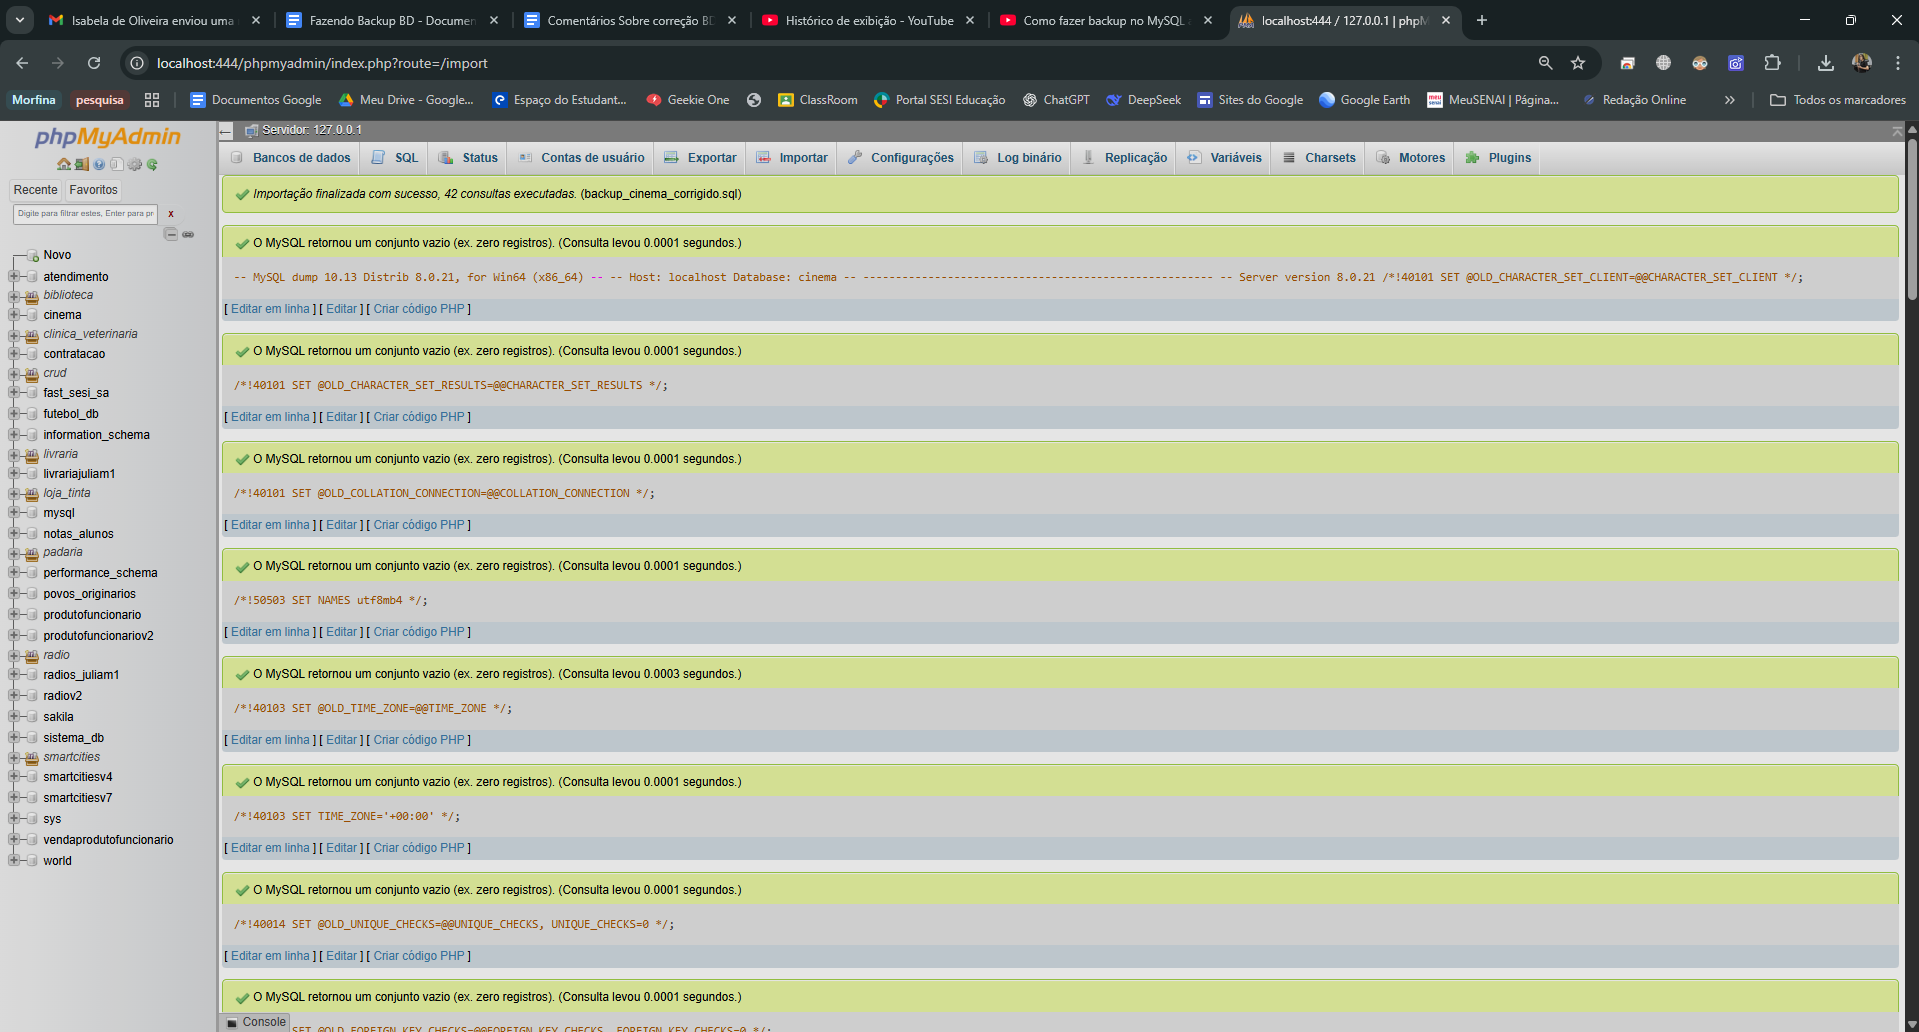 Isabela de Oliveira enviou uma
Fazendo Backup BD - Documen
Comentários Sobre correção BD
Histórico de exibição - YouTube
Como fazer backup no MySQL
localhost:444 / 127.0.0.1 | phpM
localhost:444/phpmyadmin/index.php?route=/import
Morfina
pesquisa
Documentos Google
Meu Drive - Google...
Espaço do Estudant...
Geekie One
ClassRoom
Portal SESI Educação
ChatGPT
DeepSeek
Sites do Google
Google Earth
MeuSENAI | Página...
Redação Online
»
Todos os marcadores
phpMyAdmin
Recente
Favoritos
Digite para filtrar estes, Enter para pr
x
Novo
atendimento
biblioteca
cinema
clinica_veterinaria
contratacao
crud
fast_sesi_sa
futebol_db
information_schema
livraria
livrariajuliam1
loja_tinta
mysql
notas_alunos
padaria
performance_schema
povos_originarios
produtofuncionario
produtofuncionariov2
radio
radios_juliam1
radiov2
sakila
sistema_db
smartcities
smartcitiesv4
smartcitiesv7
sys
vendaprodutofuncionario
world
Servidor: 127.0.0.1
Bancos de dados
SQL
Status
Contas de usuário
Exportar
Importar
Configurações
Log binário
Replicação
Variáveis
Charsets
Motores
Plugins
Importação finalizada com sucesso, 42 consultas executadas. (backup_cinema_corrigido.sql)
O MySQL retornou um conjunto vazio (ex. zero registros). (Consulta levou 0.0001 segundos.)
-- MySQL dump 10.13 Distrib 8.0.21, for Win64 (x86_64) -- -- Host: localhost Database: cinema -- ------------------------------------------------------ -- Server version 8.0.21 /*!40101 SET @OLD_CHARACTER_SET_CLIENT=@@CHARACTER_SET_CLIENT */;
[ Editar em linha ] [ Editar ] [ Criar código PHP ]
O MySQL retornou um conjunto vazio (ex. zero registros). (Consulta levou 0.0001 segundos.)
/*!40101 SET @OLD_CHARACTER_SET_RESULTS=@@CHARACTER_SET_RESULTS */;
[ Editar em linha ] [ Editar ] [ Criar código PHP ]
O MySQL retornou um conjunto vazio (ex. zero registros). (Consulta levou 0.0001 segundos.)
/*!40101 SET @OLD_COLLATION_CONNECTION=@@COLLATION_CONNECTION */;
[ Editar em linha ] [ Editar ] [ Criar código PHP ]
O MySQL retornou um conjunto vazio (ex. zero registros). (Consulta levou 0.0001 segundos.)
/*!50503 SET NAMES utf8mb4 */;
[ Editar em linha ] [ Editar ] [ Criar código PHP ]
O MySQL retornou um conjunto vazio (ex. zero registros). (Consulta levou 0.0003 segundos.)
/*!40103 SET @OLD_TIME_ZONE=@@TIME_ZONE */;
[ Editar em linha ] [ Editar ] [ Criar código PHP ]
O MySQL retornou um conjunto vazio (ex. zero registros). (Consulta levou 0.0001 segundos.)
/*!40103 SET TIME_ZONE='+00:00' */;
[ Editar em linha ] [ Editar ] [ Criar código PHP ]
O MySQL retornou um conjunto vazio (ex. zero registros). (Consulta levou 0.0001 segundos.)
/*!40014 SET @OLD_UNIQUE_CHECKS=@@UNIQUE_CHECKS, UNIQUE_CHECKS=0 */;
[ Editar em linha ] [ Editar ] [ Criar código PHP ]
O MySQL retornou um conjunto vazio (ex. zero registros). (Consulta levou 0.0001 segundos.)
SET @OLD_FOREIGN_KEY_CHECKS=@@FOREIGN_KEY_CHECKS, FOREIGN_KEY_CHECKS=0 */;
Console